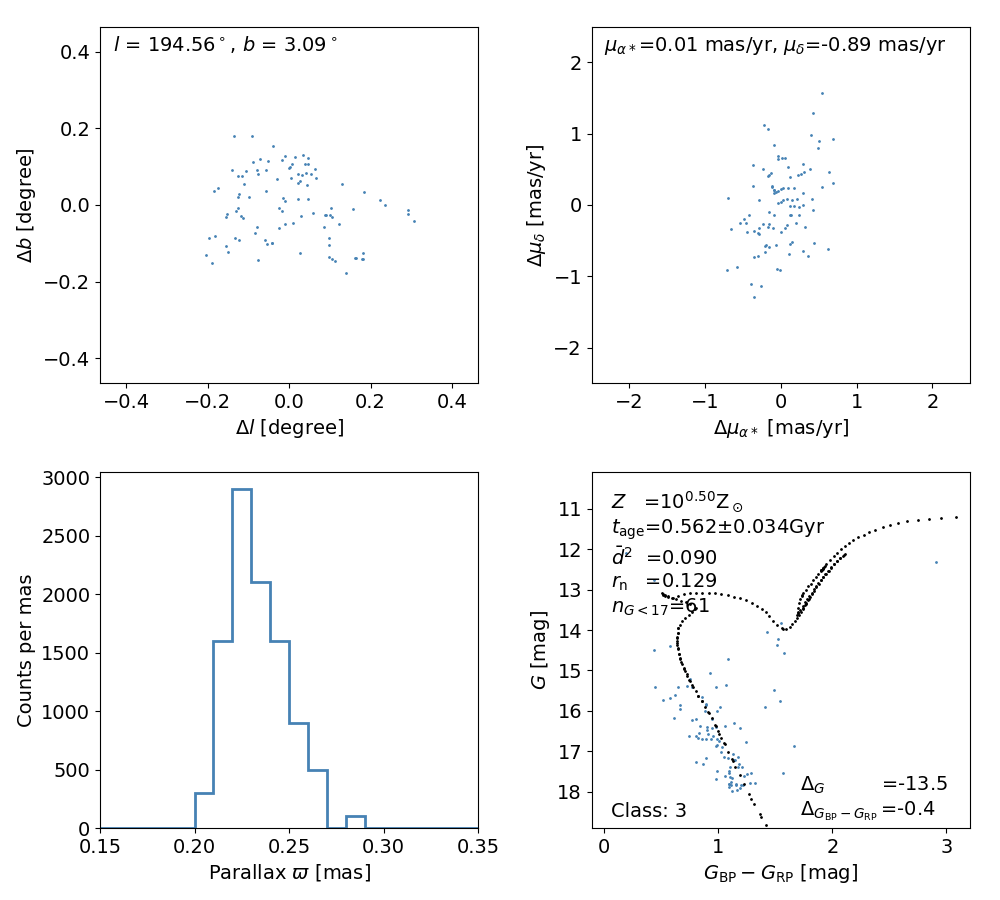 l = 194.56°, b = 3.09°
0.4
0.2
0.0
−0.2
−0.4
Δb [degree]
−0.4 −0.2 0.0 0.2 0.4
Δl [degree]
μα∗=0.01 mas/yr, μδ=-0.89 mas/yr
2
1
0
−1
−2
Δμδ [mas/yr]
−2 −1 0 1 2
Δμα∗ [mas/yr]
3000
2500
2000
1500
1000
500
0
Counts per mas
0.15 0.20 0.25 0.30 0.35
Parallax ϖ [mas]
Z =10^0.50 Z⊙
t_age=0.562±0.034Gyr
d̄² =0.090
r_n =0.129
n_G<17=61
11
12
13
14
15
16
17
18
G [mag]
Δ_G =-13.5
Δ_G_BP−G_RP =-0.4
Class: 3
0 1 2 3
G_BP − G_RP [mag]